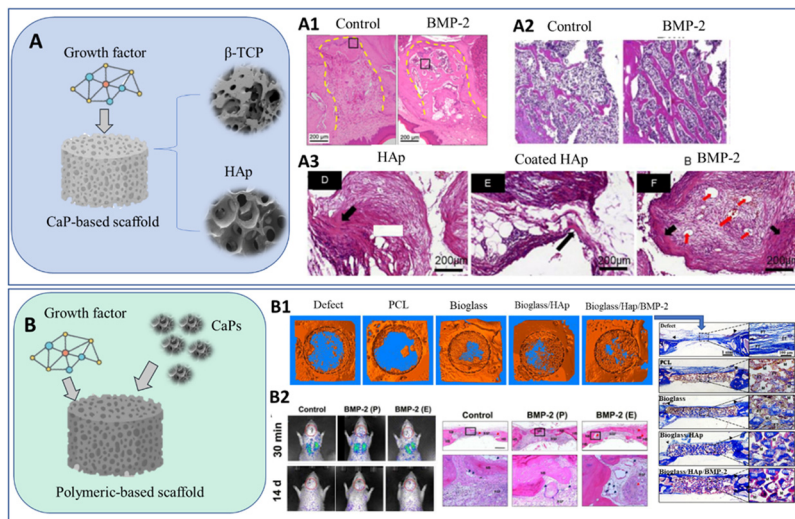 A
Growth factor
CaP-based scaffold
β-TCP
HAp
A1
Control
BMP-2
200 µm
200 µm
A2
Control
BMP-2
A3
HAp
Coated HAp
B
BMP-2
D
E
F
200µm
200µm
200µm
B
Growth factor
CaPs
Polymeric-based scaffold
B1
Defect
PCL
Bioglass
Bioglass/HAp
Bioglass/Hap/BMP-2
Defect
PCL
Bioglass
Bioglass/HAp
Bioglass/HAp/BMP-2
B2
Control
BMP-2 (P)
BMP-2 (E)
30 min
14 d
Control
BMP-2 (P)
BMP-2 (E)